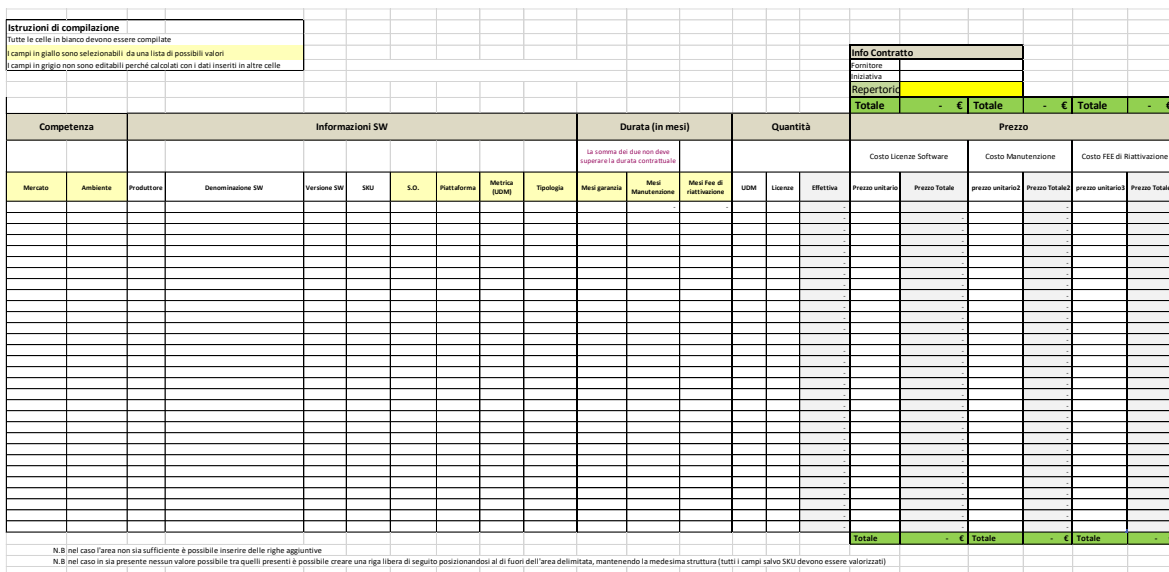 Istruzioni di compilazione
Tutte le celle in bianco devono essere compilate
I campi in giallo sono selezionabili da una lista di possibili valori
I campi in grigio non sono editabili perché calcolati con i dati inseriti in altre celle
Info Contratto
Fornitore
Iniziativa
Repertorio
Totale - € Totale - € Totale - €
Competenza Informazioni SW Durata (in mesi) Quantità Prezzo
La somma dei due non deve
superare la durata contrattuale
Costo Licenze Software Costo Manutenzione Costo FEE di Riattivazione
Mercato Ambiente Produttore Denominazione SW Versione SW SKU S.O. Piattaforma Metrica (UDM) Tipologia Mesi garanzia Mesi Manutenzione Mesi Fee di riattivazione UDM Licenze Effettiva Prezzo unitario Prezzo Totale prezzo unitario2 Prezzo Totale2 prezzo unitario3 Prezzo Totale
Totale - € Totale - € Totale -
N.B nel caso l'area non sia sufficiente è possibile inserire delle righe aggiuntive
N.B nel caso in sia presente nessun valore possibile tra quelli presenti è possibile creare una riga libera di seguito posizionandosi al di fuori dell'area delimitata, mantenendo la medesima struttura (tutti i campi salvo SKU devono essere valorizzati)